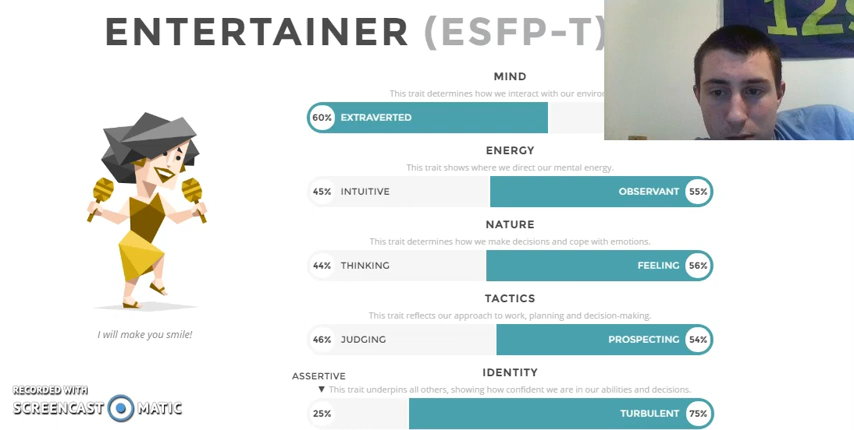 ENTERTAINER (ESFP-T)
MIND
This trait determines how we interact with our
60% EXTRAVERTED
ENERGY
This trait shows where we direct our mental energy.
45% INTUITIVE OBSERVANT 55%
NATURE
This trait determines how we make decisions and cope with emotions.
44% THINKING FEELING 56%
TACTICS
This trait reflects our approach to work, planning and decision-making.
I will make you smile!
46% JUDGING PROSPECTING 54%
IDENTITY
ASSERTIVE
This trait underpins all others, showing how confident we are in our abilities and decisions.
25% TURBULENT 75%
RECORDED WITH
SCREENCAST MATIC